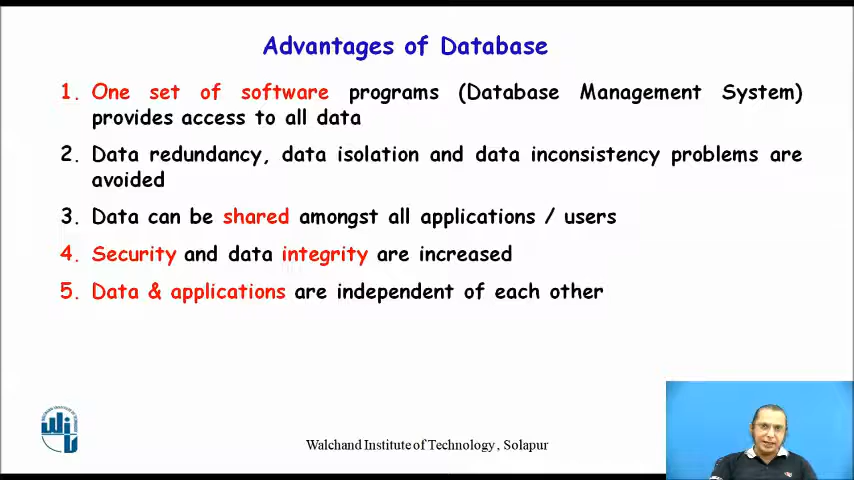 Advantages of Database
1. One set of software programs (Database Management System)
provides access to all data
2. Data redundancy, data isolation and data inconsistency problems are
avoided
3. Data can be shared amongst all applications / users
4. Security and data integrity are increased
5. Data & applications are independent of each other
Walchand Institute of Technology, Solapur